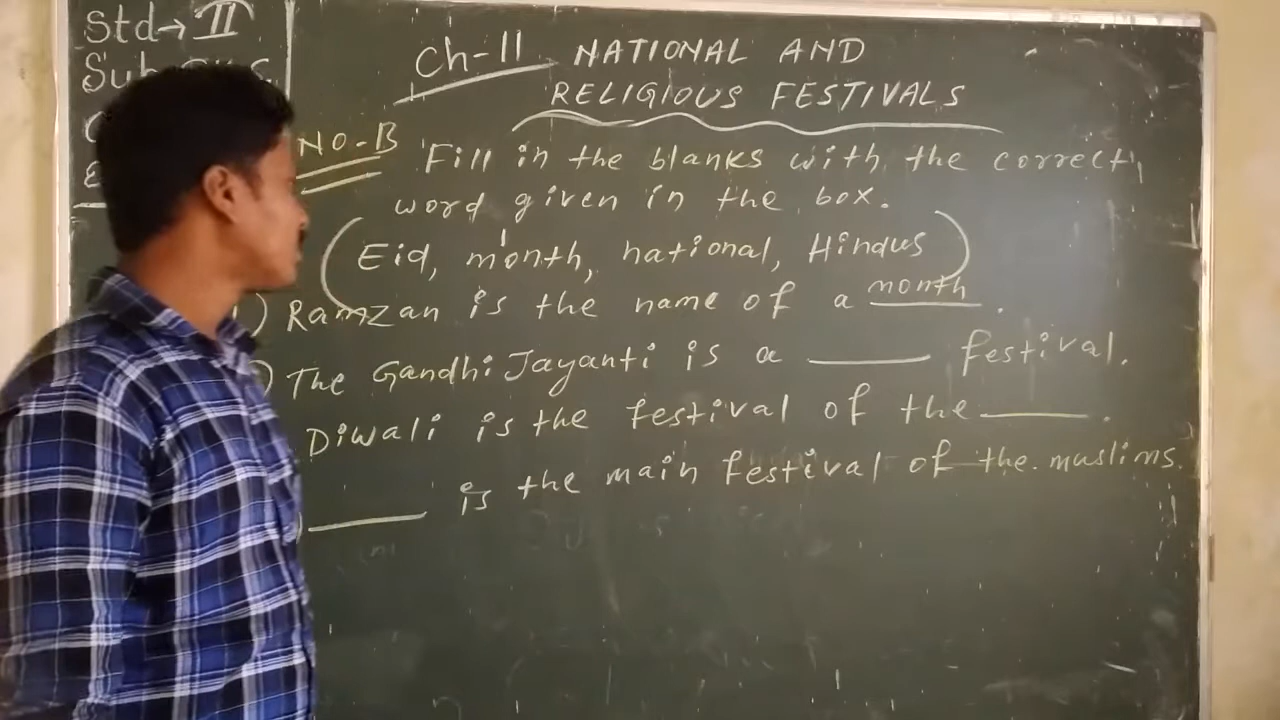 Std→II
Sub
Ch-11 NATIONAL AND
RELIGIOUS FESTIVALS
NO-B Fill in the blanks with the correct
word given in the box.
(Eid, month, national, Hindus)
1) Ramzan is the name of a month.
) The Gandhi Jayanti is a ______ festival.
Diwali is the festival of the ______.
) ______ is the main festival of the muslims.